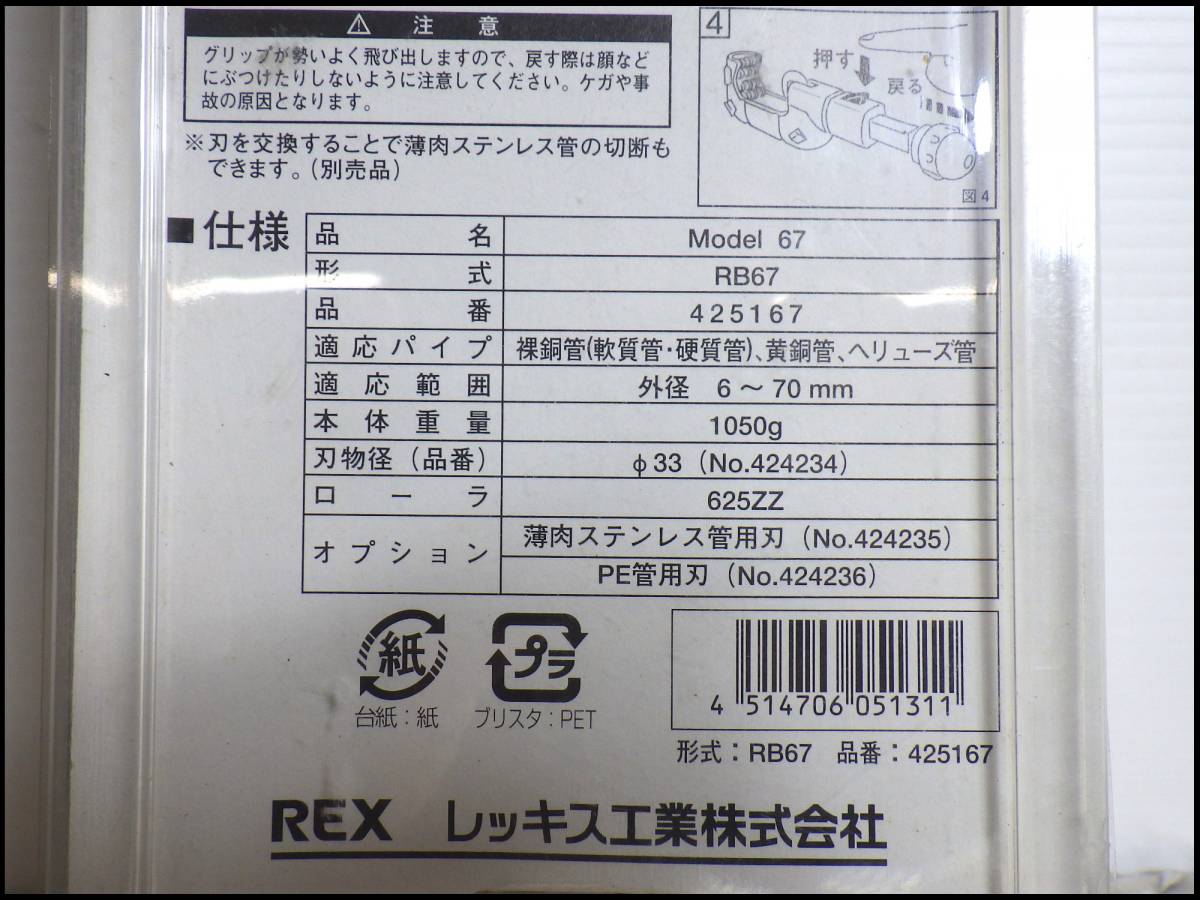 ⚠ 注意
グリップが勢いよく飛び出しますので、戻す際は顔など
にぶつけたりしないように注意してください。ケガや事
故の原因となります。
※刃を交換することで薄肉ステンレス管の切断も
できます。(別売品)
4
押す
戻る
図4
■仕様
品名 Model 67
形式 RB67
品番 425167
適応パイプ 裸銅管(軟質管・硬質管)、黄銅管、ヘリューズ管
適応範囲 外径 6～70mm
本体重量 1050g
刃物径(品番) φ33(No.424234)
ローラ 625ZZ
オプション 薄肉ステンレス管用刃(No.424235)
PE管用刃(No.424236)
紙
プラ
台紙：紙
ブリスタ：PET
4 514706 051311
形式：RB67 品番：425167
REX レッキス工業株式会社